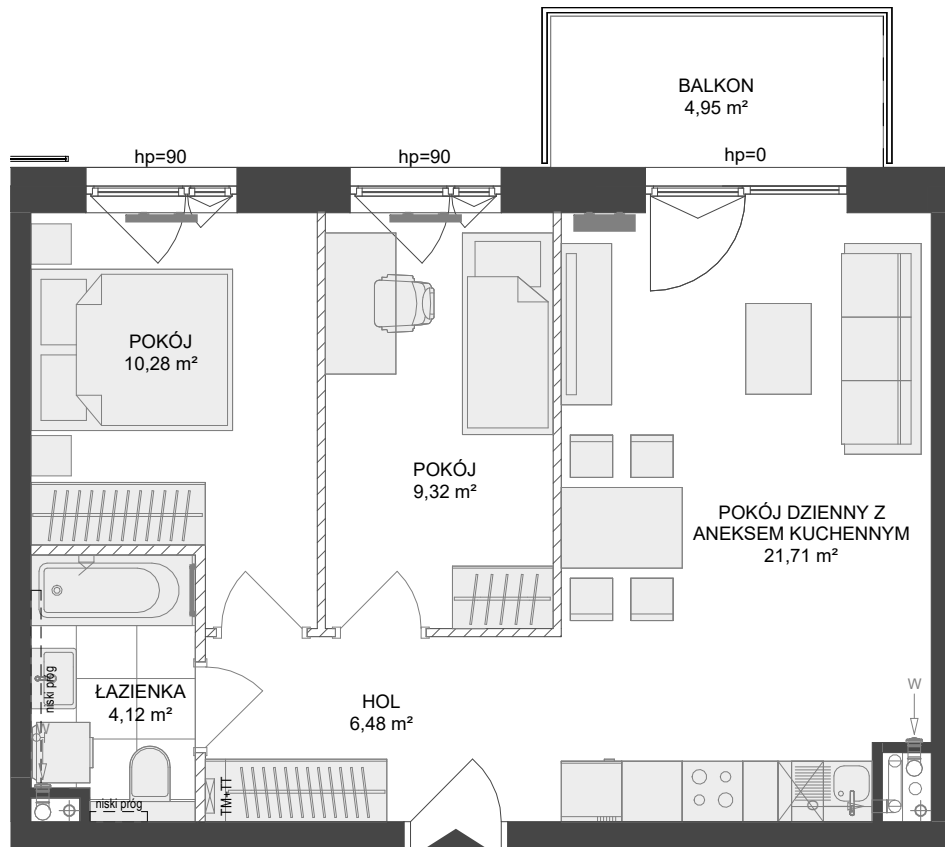 BALKON
4,95 m²
hp=90
hp=90
hp=0
POKÓJ
10,28 m²
POKÓJ
9,32 m²
POKÓJ DZIENNY Z
ANEKSEM KUCHENNYM
21,71 m²
niski próg
ŁAZIENKA
4,12 m²
HOL
6,48 m²
W
W
TM+TT
niski próg